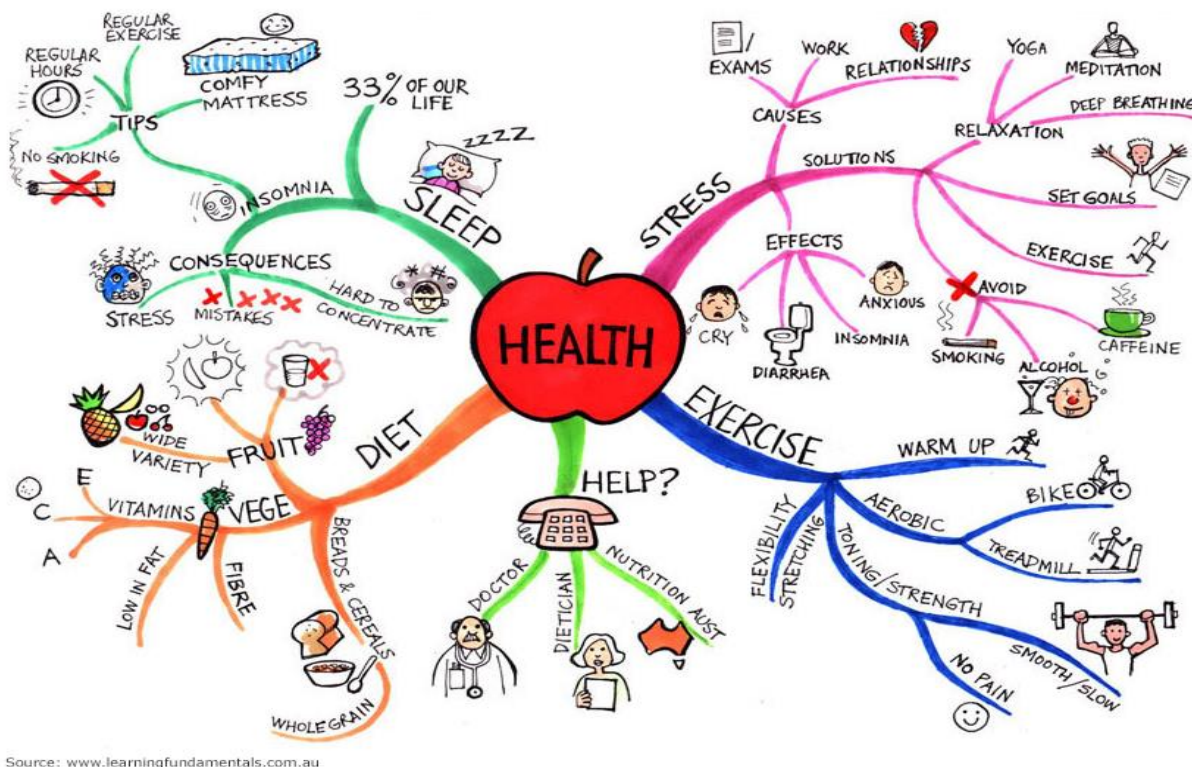 HEALTH
SLEEP
33% OF OUR
LIFE
ZZZZ
INSOMNIA
TIPS
REGULAR
EXERCISE
REGULAR
HOURS
COMFY
MATTRESS
NO SMOKING
CONSEQUENCES
STRESS
MISTAKES
HARD TO
CONCENTRATE
STRESS
CAUSES
EXAMS
WORK
RELATIONSHIPS
SOLUTIONS
RELAXATION
YOGA
MEDITATION
DEEP BREATHING
SET GOALS
EXERCISE
AVOID
SMOKING
ALCOHOL
CAFFEINE
EFFECTS
CRY
DIARRHEA
INSOMNIA
ANXIOUS
DIET
FRUIT
WIDE
VARIETY
VEGE
VITAMINS
E
C
A
LOW IN FAT
FIBRE
BREADS & CEREALS
WHOLEGRAIN
HELP?
DOCTOR
DIETICIAN
NUTRITION AUST
EXERCISE
WARM UP
AEROBIC
BIKE
TREADMILL
TONING/STRENGTH
SMOOTH/SLOW
NO PAIN
FLEXIBILITY
STRETCHING
Source: www.learningfundamentals.com.au